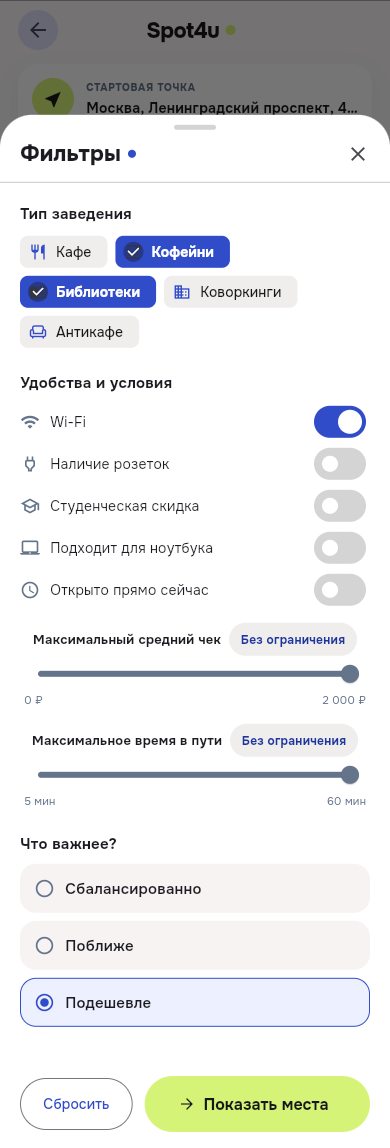 Spot4u
СТАРТОВАЯ ТОЧКА
Москва, Ленинградский проспект, 4...
Фильтры
Тип заведения
Кафе
Кофейни
Библиотеки
Коворкинги
Антикафе
Удобства и условия
Wi-Fi
Наличие розеток
Студенческая скидка
Подходит для ноутбука
Открыто прямо сейчас
Максимальный средний чек
Без ограничения
0 ₽
2 000 ₽
Максимальное время в пути
Без ограничения
5 мин
60 мин
Что важнее?
Сбалансированно
Поближе
Подешевле
Сбросить
Показать места